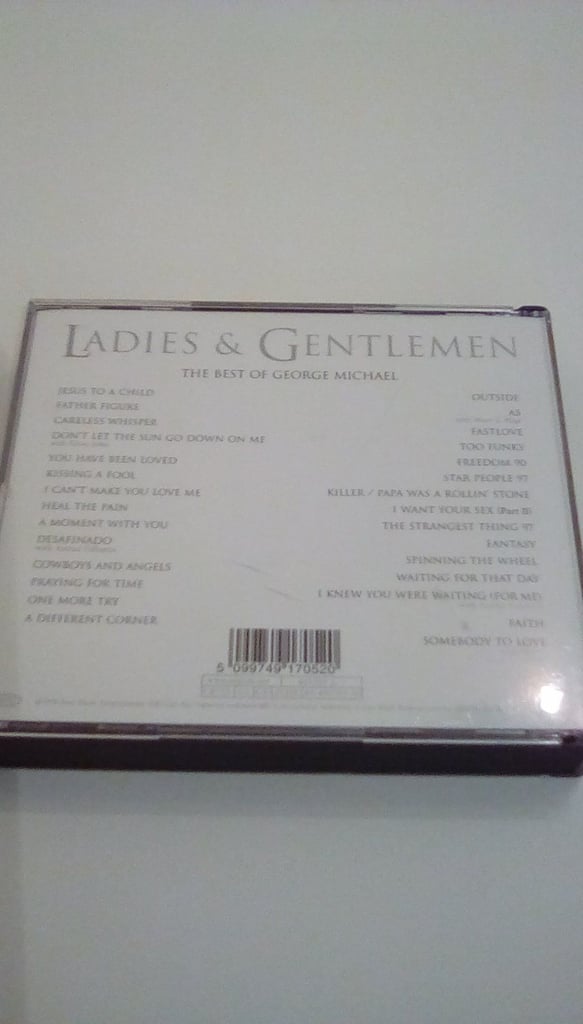 LADIES & GENTLEMEN
THE BEST OF GEORGE MICHAEL
JESUS TO A CHILD
FATHER FIGURE
CARELESS WHISPER
DON'T LET THE SUN GO DOWN ON ME
YOU HAVE BEEN LOVED
KISSING A FOOL
I CAN'T MAKE YOU LOVE ME
HEAL THE PAIN
A MOMENT WITH YOU
DESAFINADO
COWBOYS AND ANGELS
PRAYING FOR TIME
ONE MORE TRY
A DIFFERENT CORNER
OUTSIDE
AS
FASTLOVE
TOO FUNKY
FREEDOM 90
STAR PEOPLE 97
KILLER / PAPA WAS A ROLLIN' STONE
I WANT YOUR SEX (Part II)
THE STRANGEST THING 97
FANTASY
SPINNING THE WHEEL
WAITING FOR THAT DAY
I KNEW YOU WERE WAITING (FOR ME)
FAITH
SOMEBODY TO LOVE
5 099749 170520